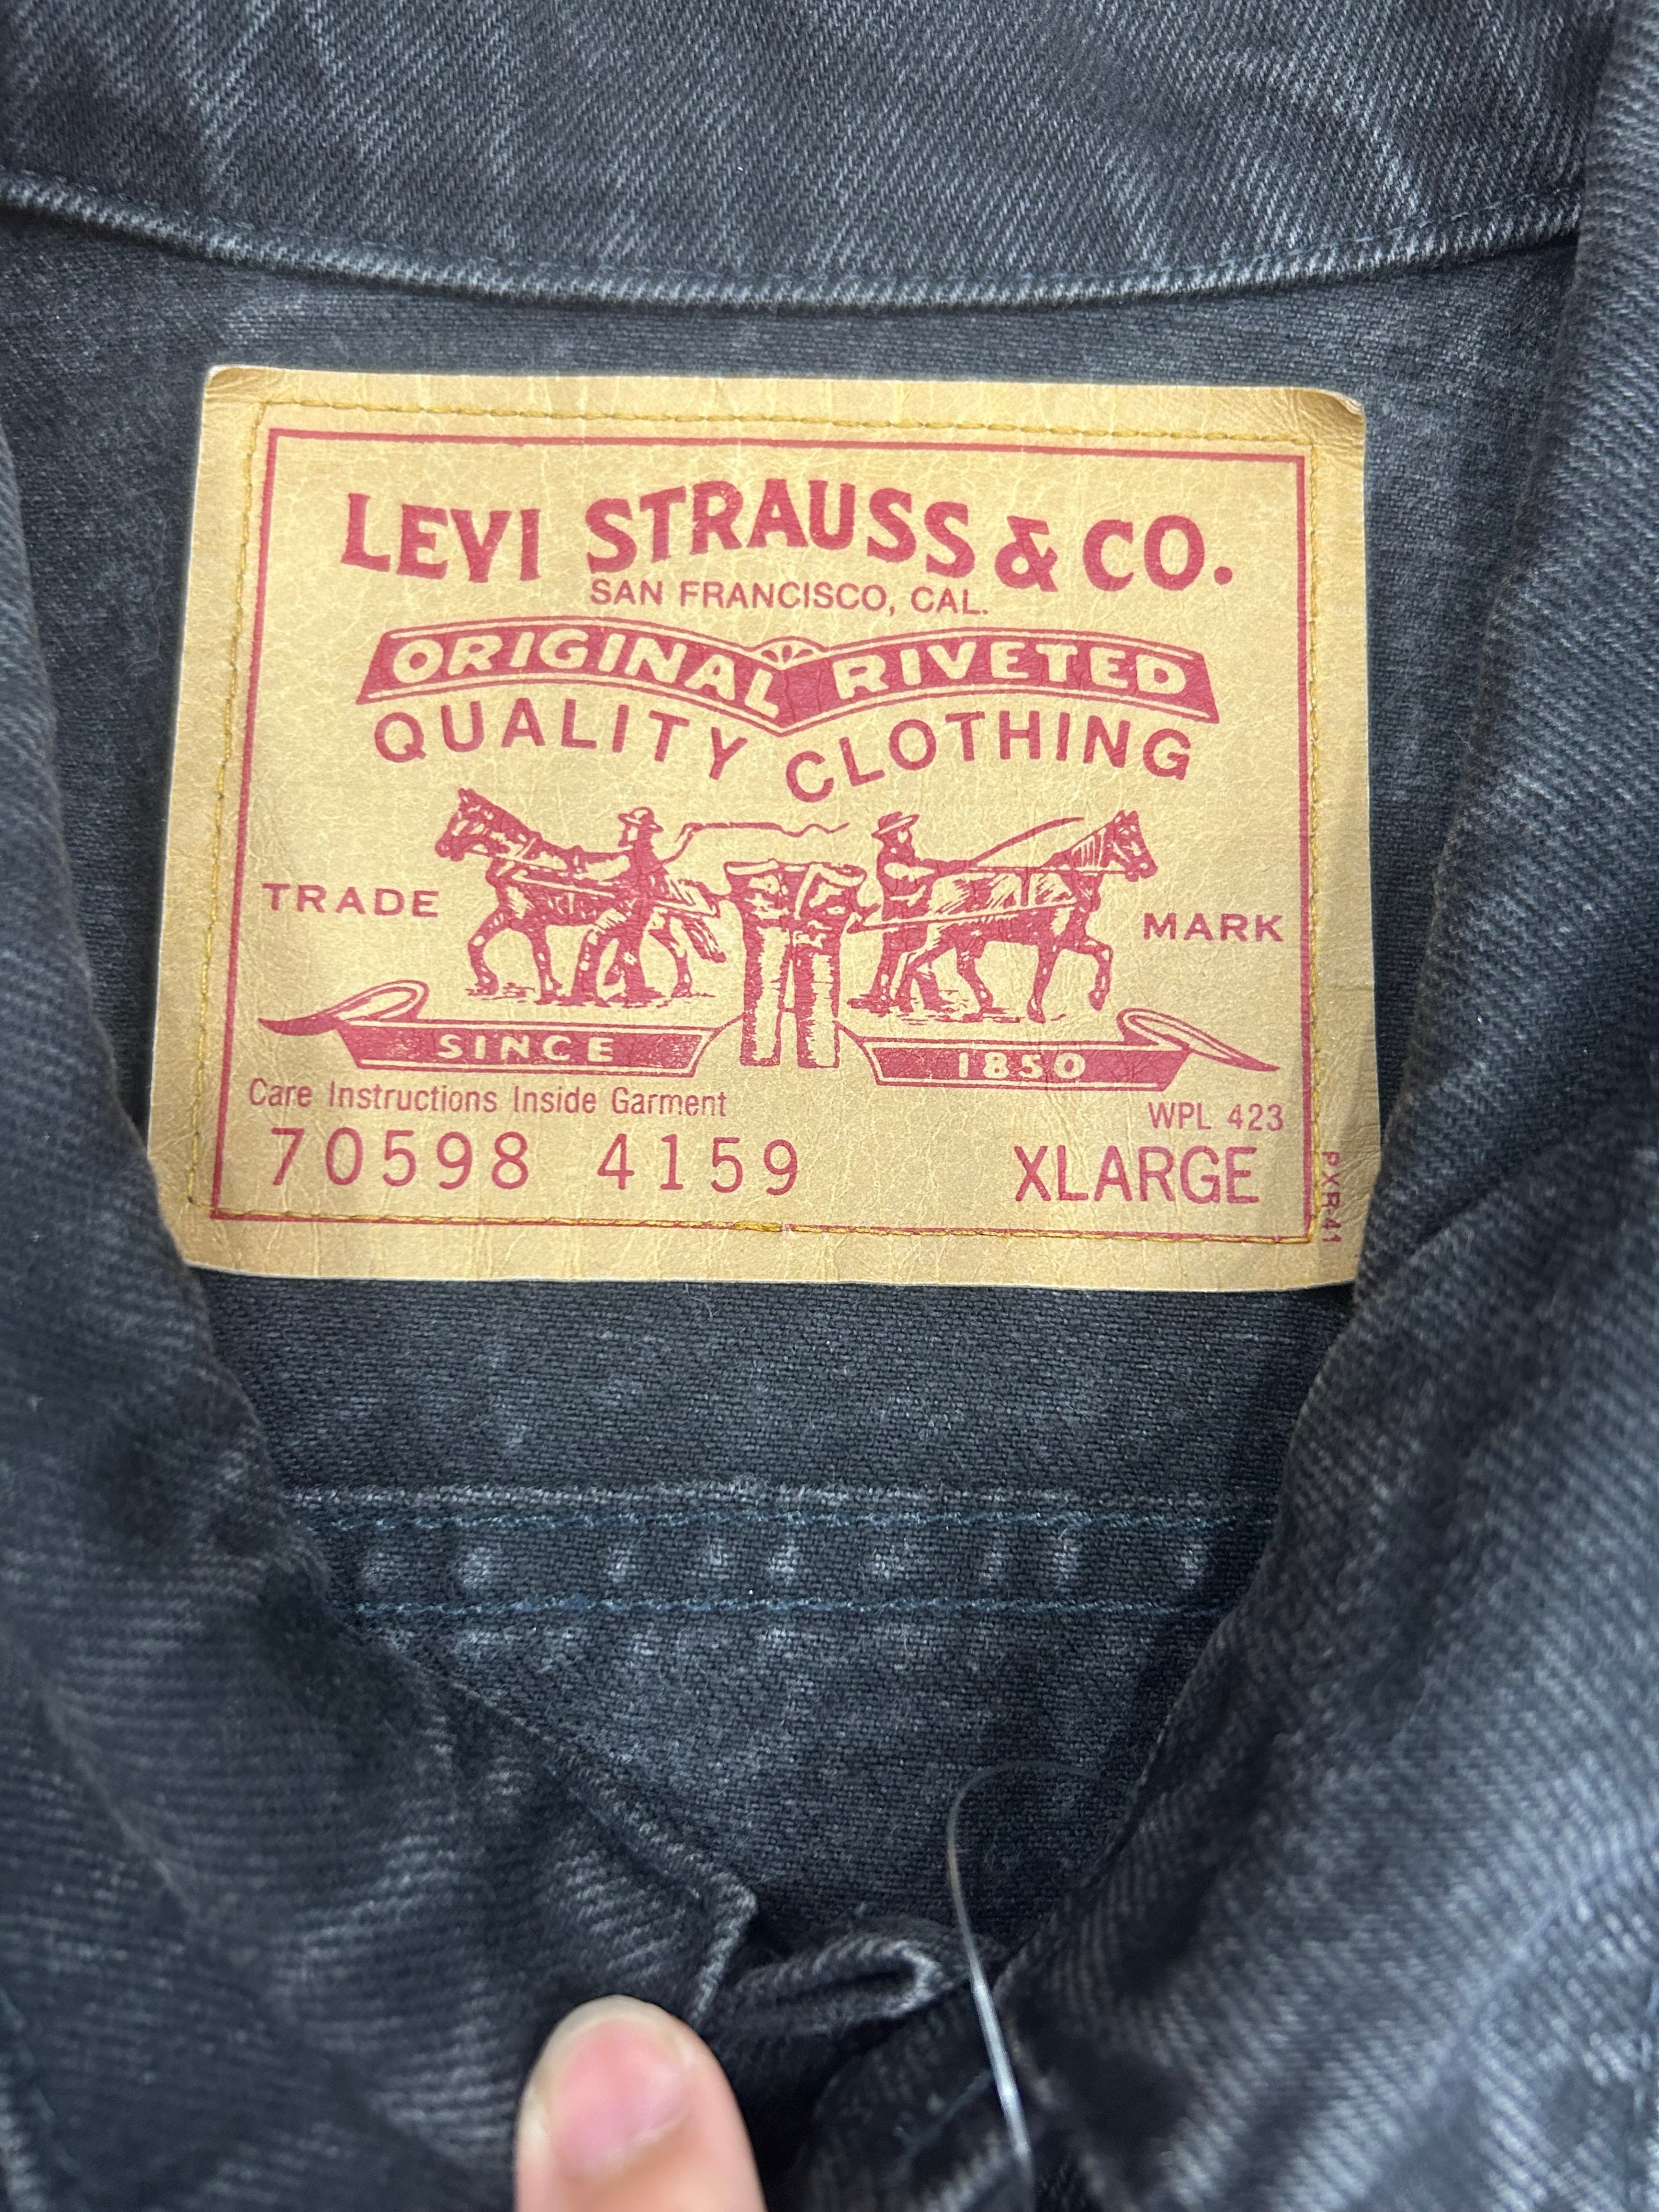 LEVI STRAUSS & CO.
SAN FRANCISCO, CAL.
ORIGINAL RIVETED
QUALITY CLOTHING
TRADE MARK
SINCE 1850
Care Instructions Inside Garment WPL 423
70598 4159 XLARGE
PXR-41